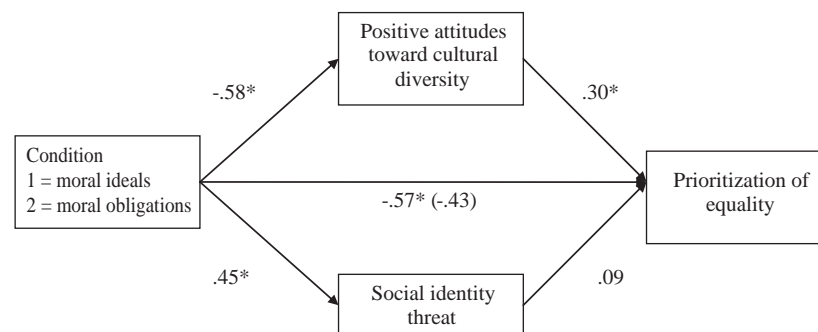 Positive attitudes
toward cultural
diversity
-.58*
.30*
Condition
1 = moral ideals
2 = moral obligations
-.57* (-.43)
Prioritization of
equality
.45*
.09
Social identity
threat